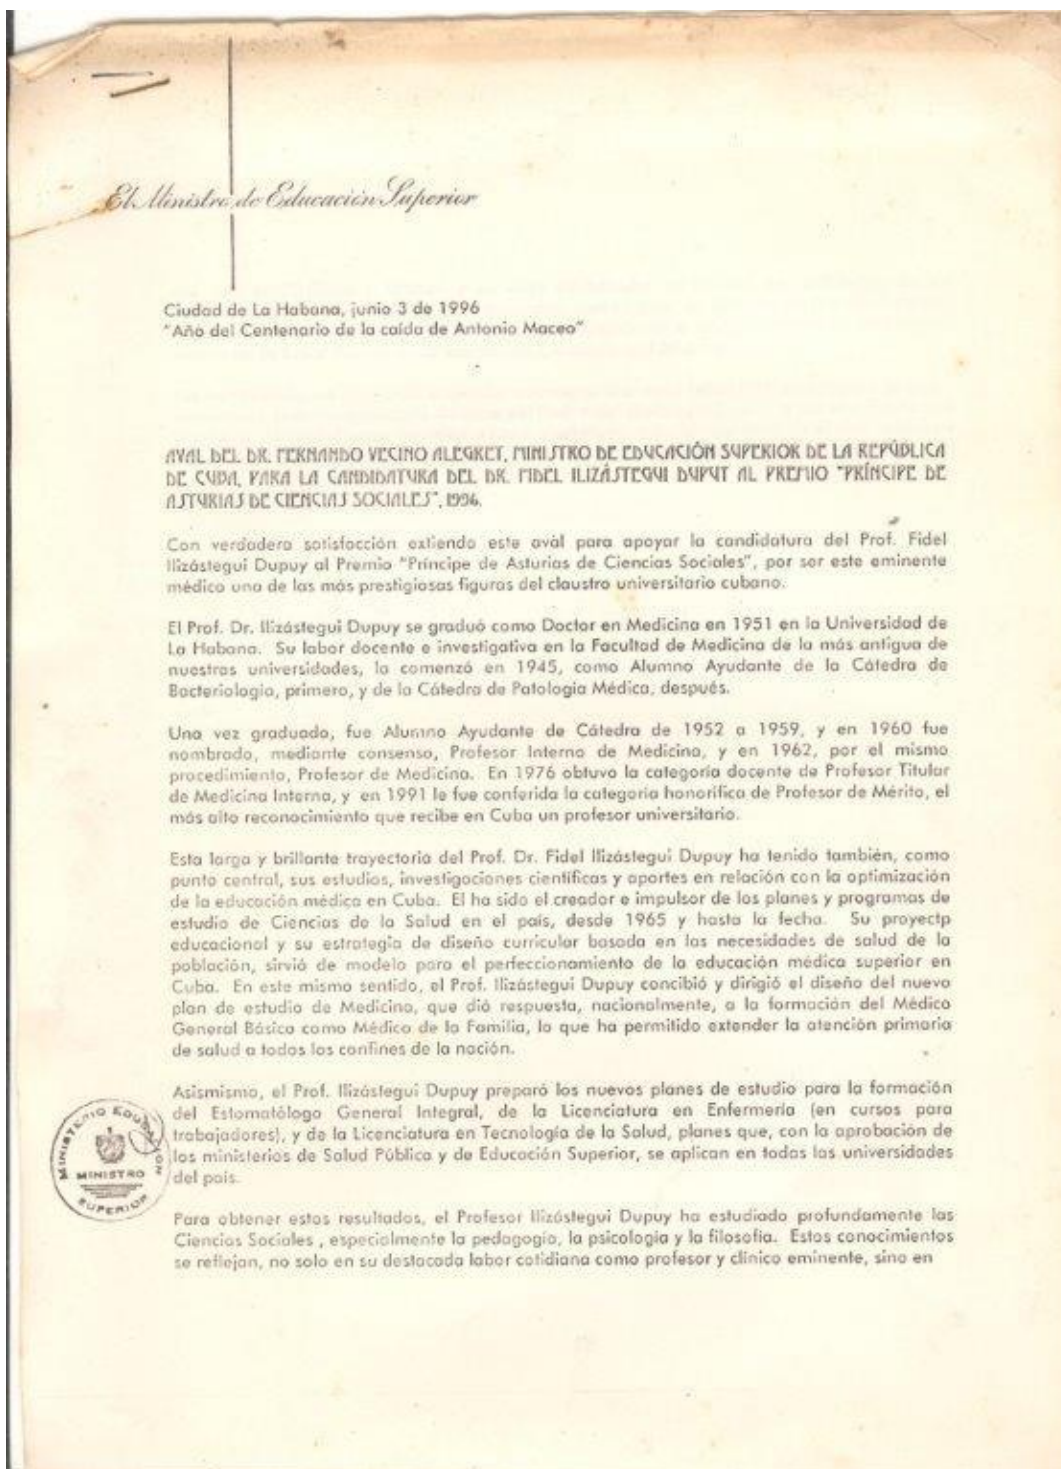 El Ministro de Educación Superior
Ciudad de La Habana, junio 3 de 1996
"Año del Centenario de la caída de Antonio Maceo"
AVAL DEL DR. FERNANDO VECINO ALEGRET, MINISTRO DE EDUCACIÓN SUPERIOR DE LA REPÚBLICA
DE CUBA, PARA LA CANDIDATURA DEL DR. FIDEL ILIZÁSTEGUI DUPUY AL PREMIO "PRÍNCIPE DE
ASTURIAS DE CIENCIAS SOCIALES", 1996.
Con verdadera satisfacción extiendo este aval para apoyar la candidatura del Prof. Fidel
Ilizástegui Dupuy al Premio "Príncipe de Asturias de Ciencias Sociales", por ser este eminente
médico una de las más prestigiosas figuras del claustro universitario cubano.
El Prof. Dr. Ilizástegui Dupuy se graduó como Doctor en Medicina en 1951 en la Universidad de
La Habana. Su labor docente e investigativa en la Facultad de Medicina de la más antigua de
nuestras universidades, la comenzó en 1945, como Alumno Ayudante de la Cátedra de
Bacteriología, primero, y de la Cátedra de Patología Médica, después.
Una vez graduado, fue Alumno Ayudante de Cátedra de 1952 a 1959, y en 1960 fue
nombrado, mediante consenso, Profesor Interno de Medicina, y en 1962, por el mismo
procedimiento, Profesor de Medicina. En 1976 obtuvo la categoría docente de Profesor Titular
de Medicina Interna, y en 1991 le fue conferida la categoría honorífica de Profesor de Mérito, el
más alto reconocimiento que recibe en Cuba un profesor universitario.
Esta larga y brillante trayectoria del Prof. Dr. Fidel Ilizástegui Dupuy ha tenido también, como
punto central, sus estudios, investigaciones científicas y aportes en relación con la optimización
de la educación médica en Cuba. El ha sido el creador e impulsor de los planes y programas de
estudio de Ciencias de la Salud en el país, desde 1965 y hasta la fecha. Su proyectp
educacional y su estrategia de diseño curricular basada en las necesidades de salud de la
población, sirvió de modelo para el perfeccionamiento de la educación médica superior en
Cuba. En este mismo sentido, el Prof. Ilizástegui Dupuy concibió y dirigió el diseño del nuevo
plan de estudio de Medicina, que dió respuesta, nacionalmente, a la formación del Médico
General Básico como Médico de la Familia, lo que ha permitido extender la atención primaria
de salud a todos los confines de la nación.
Asismismo, el Prof. Ilizástegui Dupuy preparó los nuevos planes de estudio para la formación
del Estomatólogo General Integral, de la Licenciatura en Enfermería (en cursos para
trabajadores), y de la Licenciatura en Tecnología de la Salud, planes que, con la aprobación de
los ministerios de Salud Pública y de Educación Superior, se aplican en todas las universidades
del país.
MINISTERIO EDUCACION
MINISTRO
SUPERIOR
Para obtener estos resultados, el Profesor Ilizástegui Dupuy ha estudiado profundamente las
Ciencias Sociales , especialmente la pedagogía, la psicología y la filosofía. Estos conocimientos
se reflejan, no solo en su destacada labor cotidiana como profesor y clínico eminente, sino en